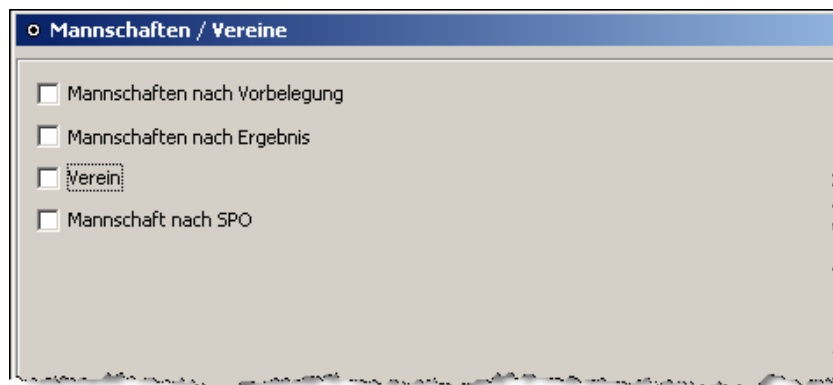 Mannschaften / Vereine
Mannschaften nach Vorbelegung
Mannschaften nach Ergebnis
Verein
Mannschaft nach SPO